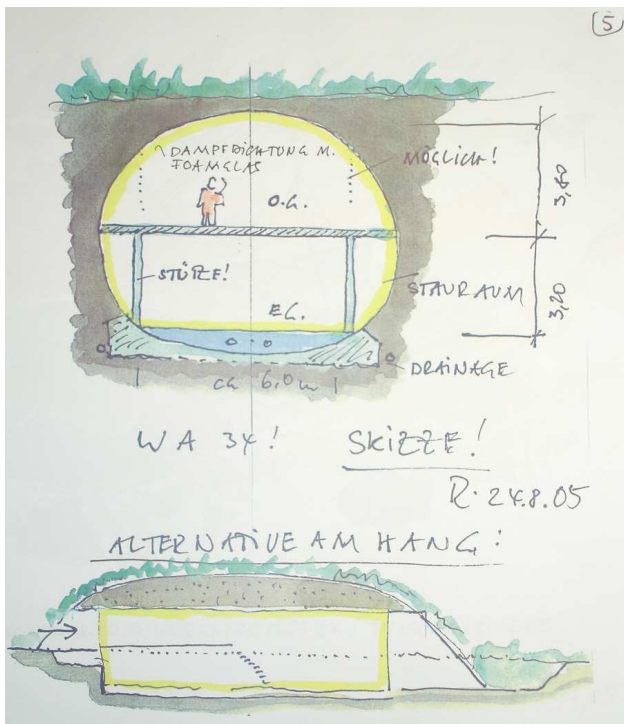 5
DAMPFDICHTUNG M.
FOAMGLAS
MÖGLICH!
O.G.
3,60
STÜTZE!
STAURAUM
E.G.
3,20
DRAINAGE
ca 6,0 m
WA 34!
SKIZZE!
R. 24.8.05
ALTERNATIVE AM HANG: